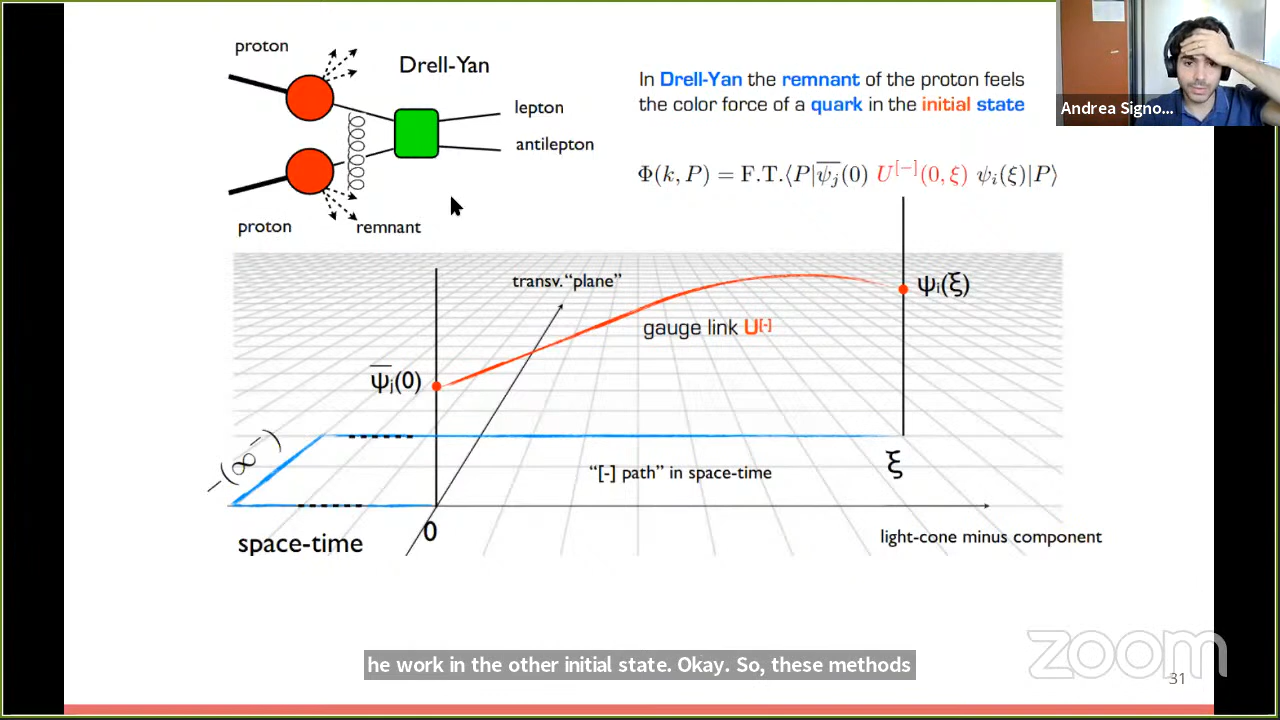 proton
Drell-Yan
lepton
antilepton
proton
remnant
In Drell-Yan the remnant of the proton feels
the color force of a quark in the initial state
Andrea Signo...
Φ(k, P) = F.T.⟨P|ψ̅ⱼ(0) U[−](0, ξ) ψᵢ(ξ)|P⟩
transv. “plane”
ψᵢ(ξ)
gauge link U[-]
ψ̅ⱼ(0)
−(∞⁻)
“[-] path” in space-time
ξ
0
light-cone minus component
space-time
he work in the other initial state. Okay. So, these methods
zoom
31